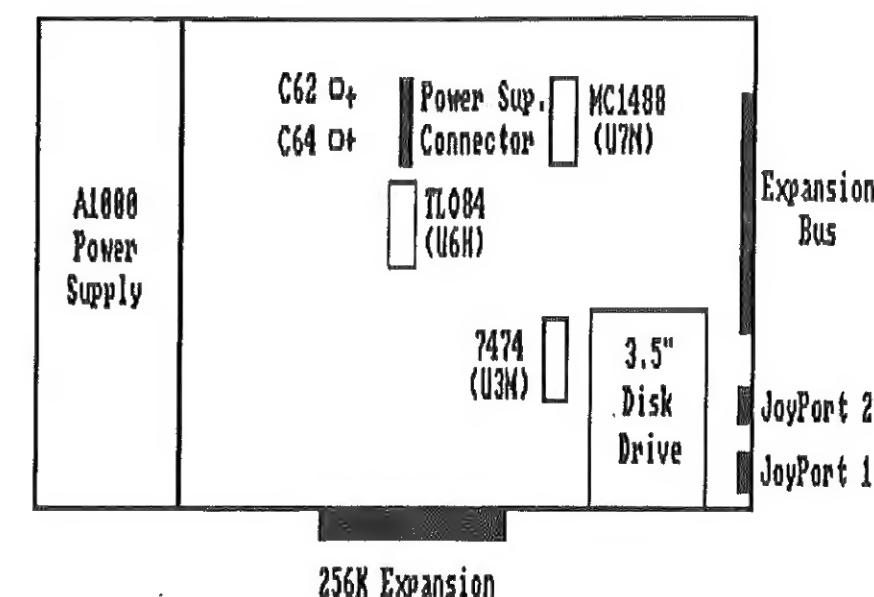 C62
C64
+
+
Power Sup.
Connector
MC1488
(U7N)
Expansion
Bus
A1000
Power
Supply
TL084
(U6H)
7474
(U3M)
3.5"
Disk
Drive
JoyPort 2
JoyPort 1
256K Expansion